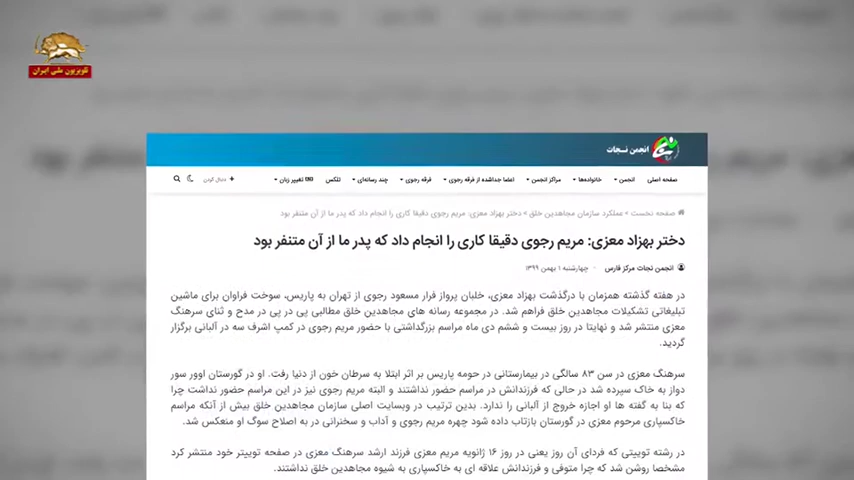 تلویزیون ملی ایران
انجمن نجات
صفحه اصلی انجمن خانواده‌ها مراکز انجمن اعضا جداشده از فرقه رجوی فرقه رجوی چند رسانه‌ای تلکس تغییر زبان دنبال کردن
صفحه نخست » عملکرد سازمان مجاهدین خلق » دختر بهزاد معزی: مریم رجوی دقیقا کاری را انجام داد که پدر ما از آن متنفر بود
دختر بهزاد معزی: مریم رجوی دقیقا کاری را انجام داد که پدر ما از آن متنفر بود
انجمن نجات مرکز فارس · چهارشنبه ۱ بهمن ۱۳۹۹
در هفته گذشته همزمان با درگذشت بهزاد معزی، خلبان پرواز فرار مسعود رجوی از تهران به پاریس، سوخت فراوان برای ماشین
تبلیغاتی تشکیلات مجاهدین خلق فراهم شد. در مجموعه رسانه های مجاهدین خلق مطالبی پی در پی در مدح و ثنای سرهنگ
معزی منتشر شد و نهایتا در روز بیست و ششم دی ماه مراسم بزرگداشتی با حضور مریم رجوی در کمپ اشرف سه در آلبانی برگزار
گردید.
سرهنگ معزی در سن ۸۳ سالگی در بیمارستانی در حومه پاریس بر اثر ابتلا به سرطان خون از دنیا رفت. او در گورستان اوور سور
دواز به خاک سپرده شد در حالی که فرزندانش در مراسم حضور نداشتند و البته مریم رجوی نیز در این مراسم حضور نداشت چرا
که بنا به گفته ها او اجازه خروج از آلبانی را ندارد. بدین ترتیب در وبسایت اصلی سازمان مجاهدین خلق بیش از آنکه مراسم
خاکسپاری مرحوم معزی در گورستان بازتاب داده شود چهره مریم رجوی و آداب و سخنرانی در به اصلاح سوگ او منعکس شد.
در رشته توییتی که فردای آن روز یعنی در روز ۱۶ ژانویه مریم معزی فرزند ارشد سرهنگ معزی در صفحه توییتر خود منتشر کرد
مشخصا روشن شد که چرا متوفی و فرزندانش علاقه ای به خاکسپاری به شیوه مجاهدین خلق نداشتند.